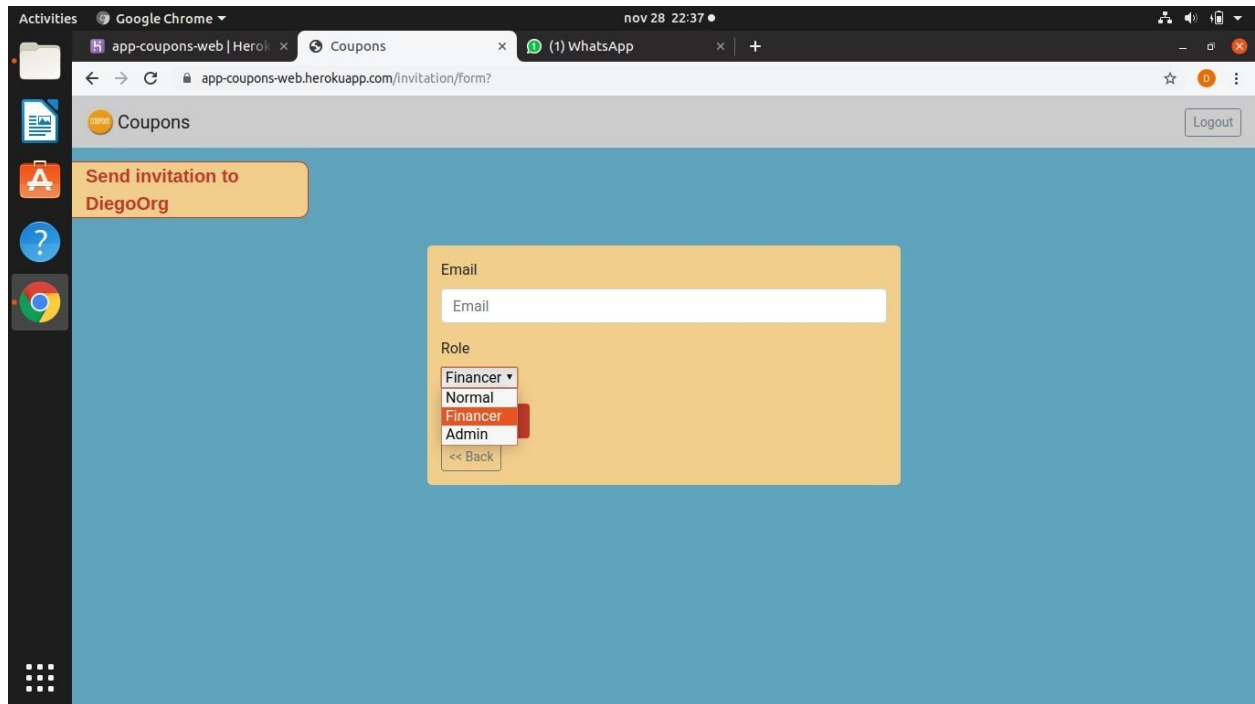 Activities Google Chrome nov 28 22:37
app-coupons-web | Herok Coupons (1) WhatsApp
app-coupons-web.herokuapp.com/invitation/form?
COUPONS Coupons Logout
Send invitation to
DiegoOrg
Email
Email
Role
Financer
Normal
Financer
Admin
<< Back